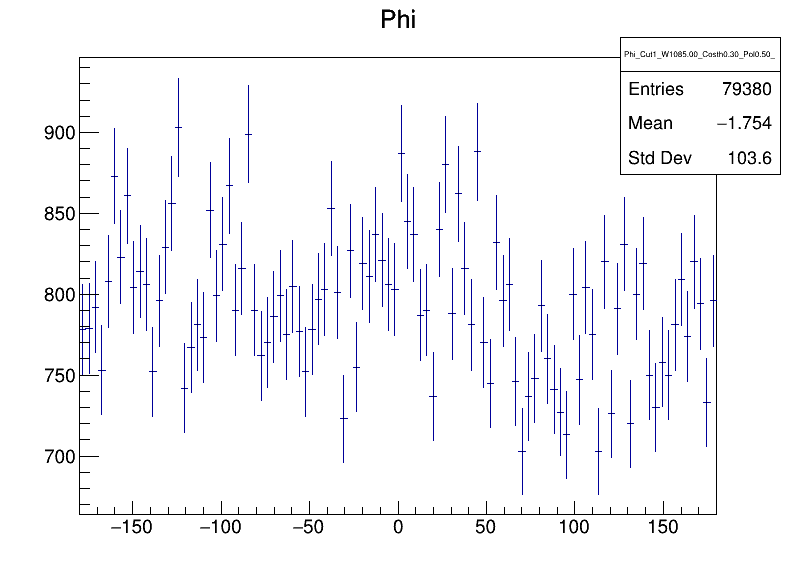 Phi
Phi_Cut1_W1085.00_Costh0.30_Pol0.50_
Entries 79380
Mean −1.754
Std Dev 103.6
900
850
800
750
700
−150 −100 −50 0 50 100 150